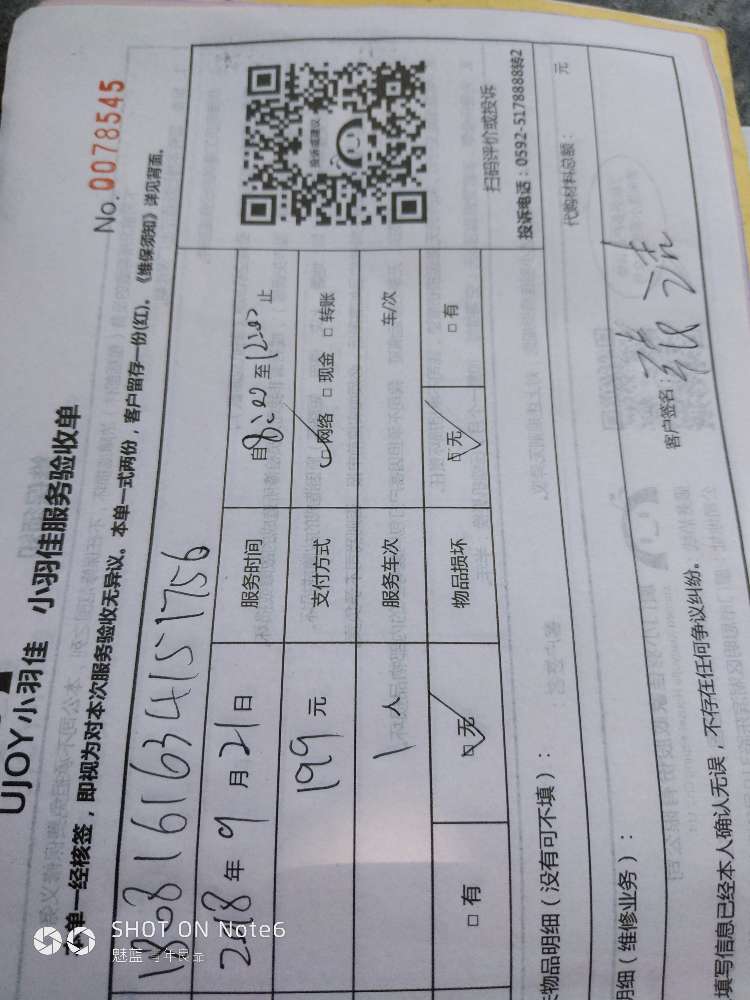 UJOY小羽佳 小羽佳服务验收单
No. 0078545
单一经核签，即视为对本次服务验收无异议。本单一式两份，客户留存一份(红)。《维保须知》详见背面。
1808161634151756
2018年9月21日
服务时间
自8:00至12:00止
199元
支付方式
☑网络 □现金 □转账
1人
服务车次
车/次
□有
☑无
物品损坏
☑无
□有
投诉或建议
扫码评价或投诉
投诉电话：0592-5178888转2
物品明细（没有可不填）：
明细（维修业务）：
代购材料总额： 元
填写信息已经本人确认无误，不存在任何争议纠纷。
客户签名：
SHOT ON Note6
魅蓝